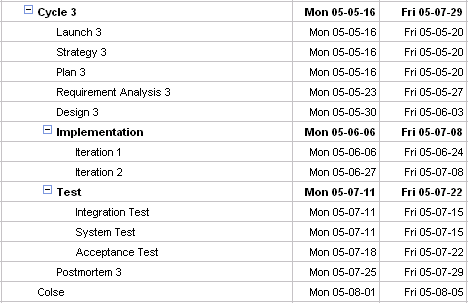 Cycle 3 Mon 05-05-16 Fri 05-07-29
Launch 3 Mon 05-05-16 Fri 05-05-20
Strategy 3 Mon 05-05-16 Fri 05-05-20
Plan 3 Mon 05-05-16 Fri 05-05-20
Requirement Analysis 3 Mon 05-05-23 Fri 05-05-27
Design 3 Mon 05-05-30 Fri 05-06-03
Implementation Mon 05-06-06 Fri 05-07-08
Iteration 1 Mon 05-06-06 Fri 05-06-24
Iteration 2 Mon 05-06-27 Fri 05-07-08
Test Mon 05-07-11 Fri 05-07-22
Integration Test Mon 05-07-11 Fri 05-07-15
System Test Mon 05-07-11 Fri 05-07-15
Acceptance Test Mon 05-07-18 Fri 05-07-22
Postmortem 3 Mon 05-07-25 Fri 05-07-29
Colse Mon 05-08-01 Fri 05-08-05